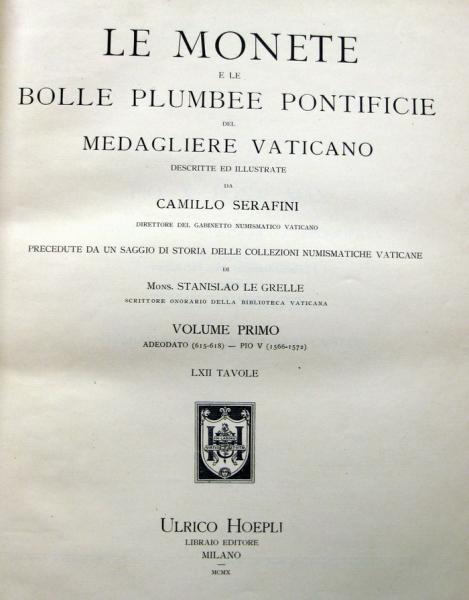 LE MONETE
E LE
BOLLE PLUMBEE PONTIFICIE
DEL
MEDAGLIERE VATICANO
DESCRITTE ED ILLUSTRATE
DA
CAMILLO SERAFINI
DIRETTORE DEL GABINETTO NUMISMATICO VATICANO
PRECEDUTE DA UN SAGGIO DI STORIA DELLE COLLEZIONI NUMISMATICHE VATICANE
DI
MONS. STANISLAO LE GRELLE
SCRITTORE ONORARIO DELLA BIBLIOTECA VATICANA
VOLUME PRIMO
ADEODATO (615-618) — PIO V (1566-1572)
LXII TAVOLE
ULRICO HOEPLI
LIBRAIO EDITORE
MILANO
MCMX